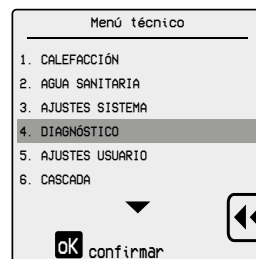 Menú técnico
1. CALEFACCIÓN
2. AGUA SANITARIA
3. AJUSTES SISTEMA
4. DIAGNÓSTICO
5. AJUSTES USUARIO
6. CASCADA
oK confirmar